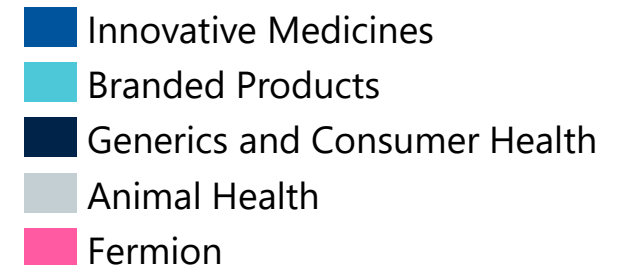 Innovative Medicines
Branded Products
Generics and Consumer Health
Animal Health
Fermion